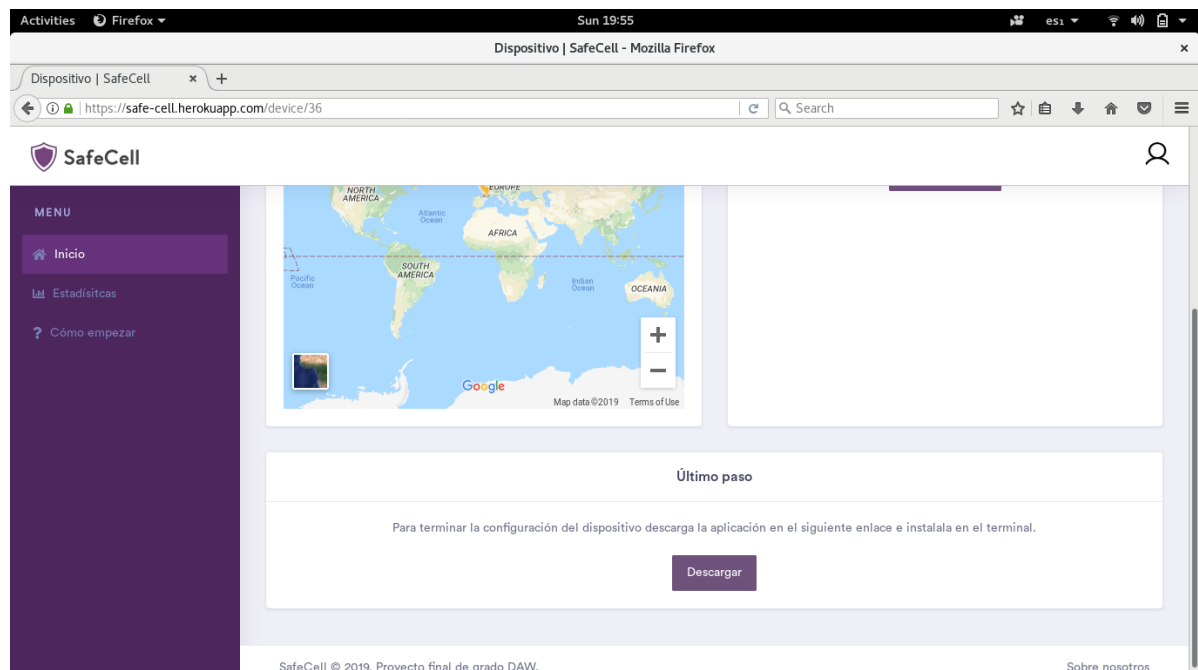 Activities Firefox Sun 19:55 es1
Dispositivo | SafeCell - Mozilla Firefox
Dispositivo | SafeCell
https://safe-cell.herokuapp.com/device/36 Search
SafeCell
MENU
Inicio
Estadísitcas
Cómo empezar
NORTH
AMERICA
EUROPE
Atlantic
Ocean
AFRICA
SOUTH
AMERICA
Pacific
Ocean
Indian
Ocean
OCEANIA
Google
Map data ©2019 Terms of Use
Último paso
Para terminar la configuración del dispositivo descarga la aplicación en el siguiente enlace e instalala en el terminal.
Descargar
SafeCell © 2019. Proyecto final de grado DAW. Sobre nosotros